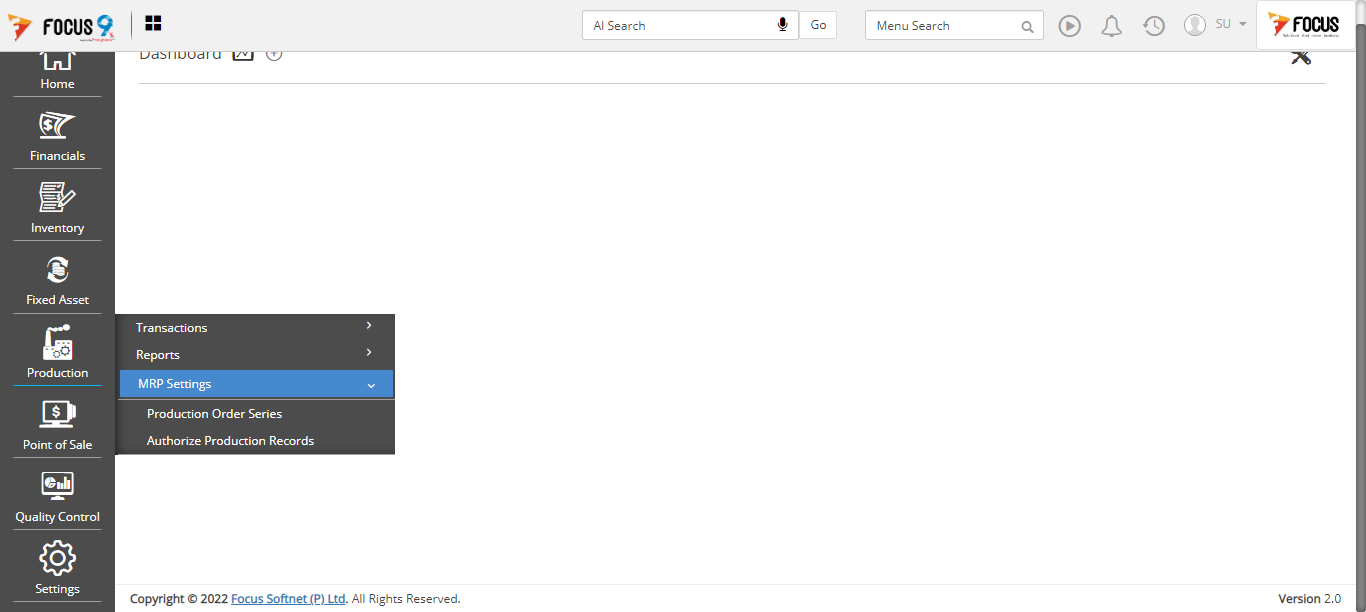 FOCUS 9
AI Search
Go
Menu Search
SU
FOCUS
Dashboard
Home
Financials
Inventory
Fixed Asset
Production
Point of Sale
Quality Control
Settings
Transactions
Reports
MRP Settings
Production Order Series
Authorize Production Records
Copyright © 2022 Focus Softnet (P) Ltd. All Rights Reserved.
Version 2.0